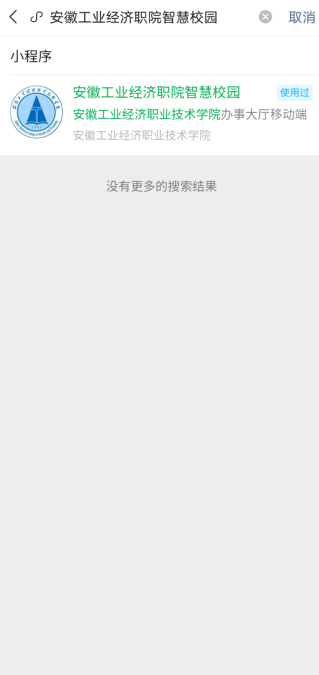 安徽工业经济职院智慧校园 取消
小程序
安徽工业经济职院智慧校园 使用过
安徽工业经济职业技术学院办事大厅移动端
安徽工业经济职业技术学院
没有更多的搜索结果